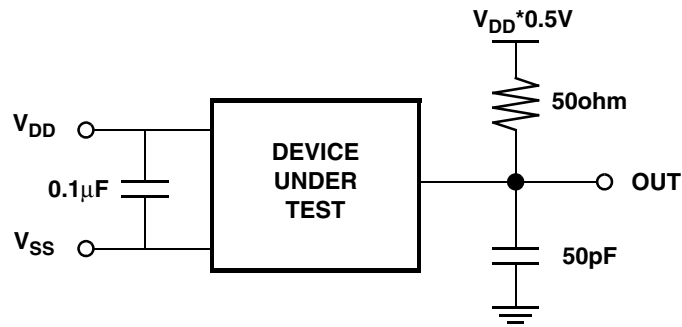 V_DD*0.5V
50ohm
V_DD
DEVICE
UNDER
TEST
0.1μF
OUT
V_SS
50pF